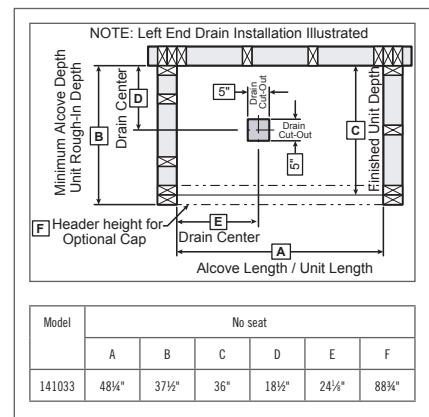 NOTE: Left End Drain Installation Illustrated
Minimum Alcove Depth
Unit Rough-In Depth
B
Drain Center
D
5"
Drain
Cut-Out
Drain
Cut-Out
5"
C
Finished Unit Depth
F Header height for
Optional Cap
E
Drain Center
A
Alcove Length / Unit Length
Model No seat
A B C D E F
141033 48¼" 37½" 36" 18½" 24⅛" 88¾"